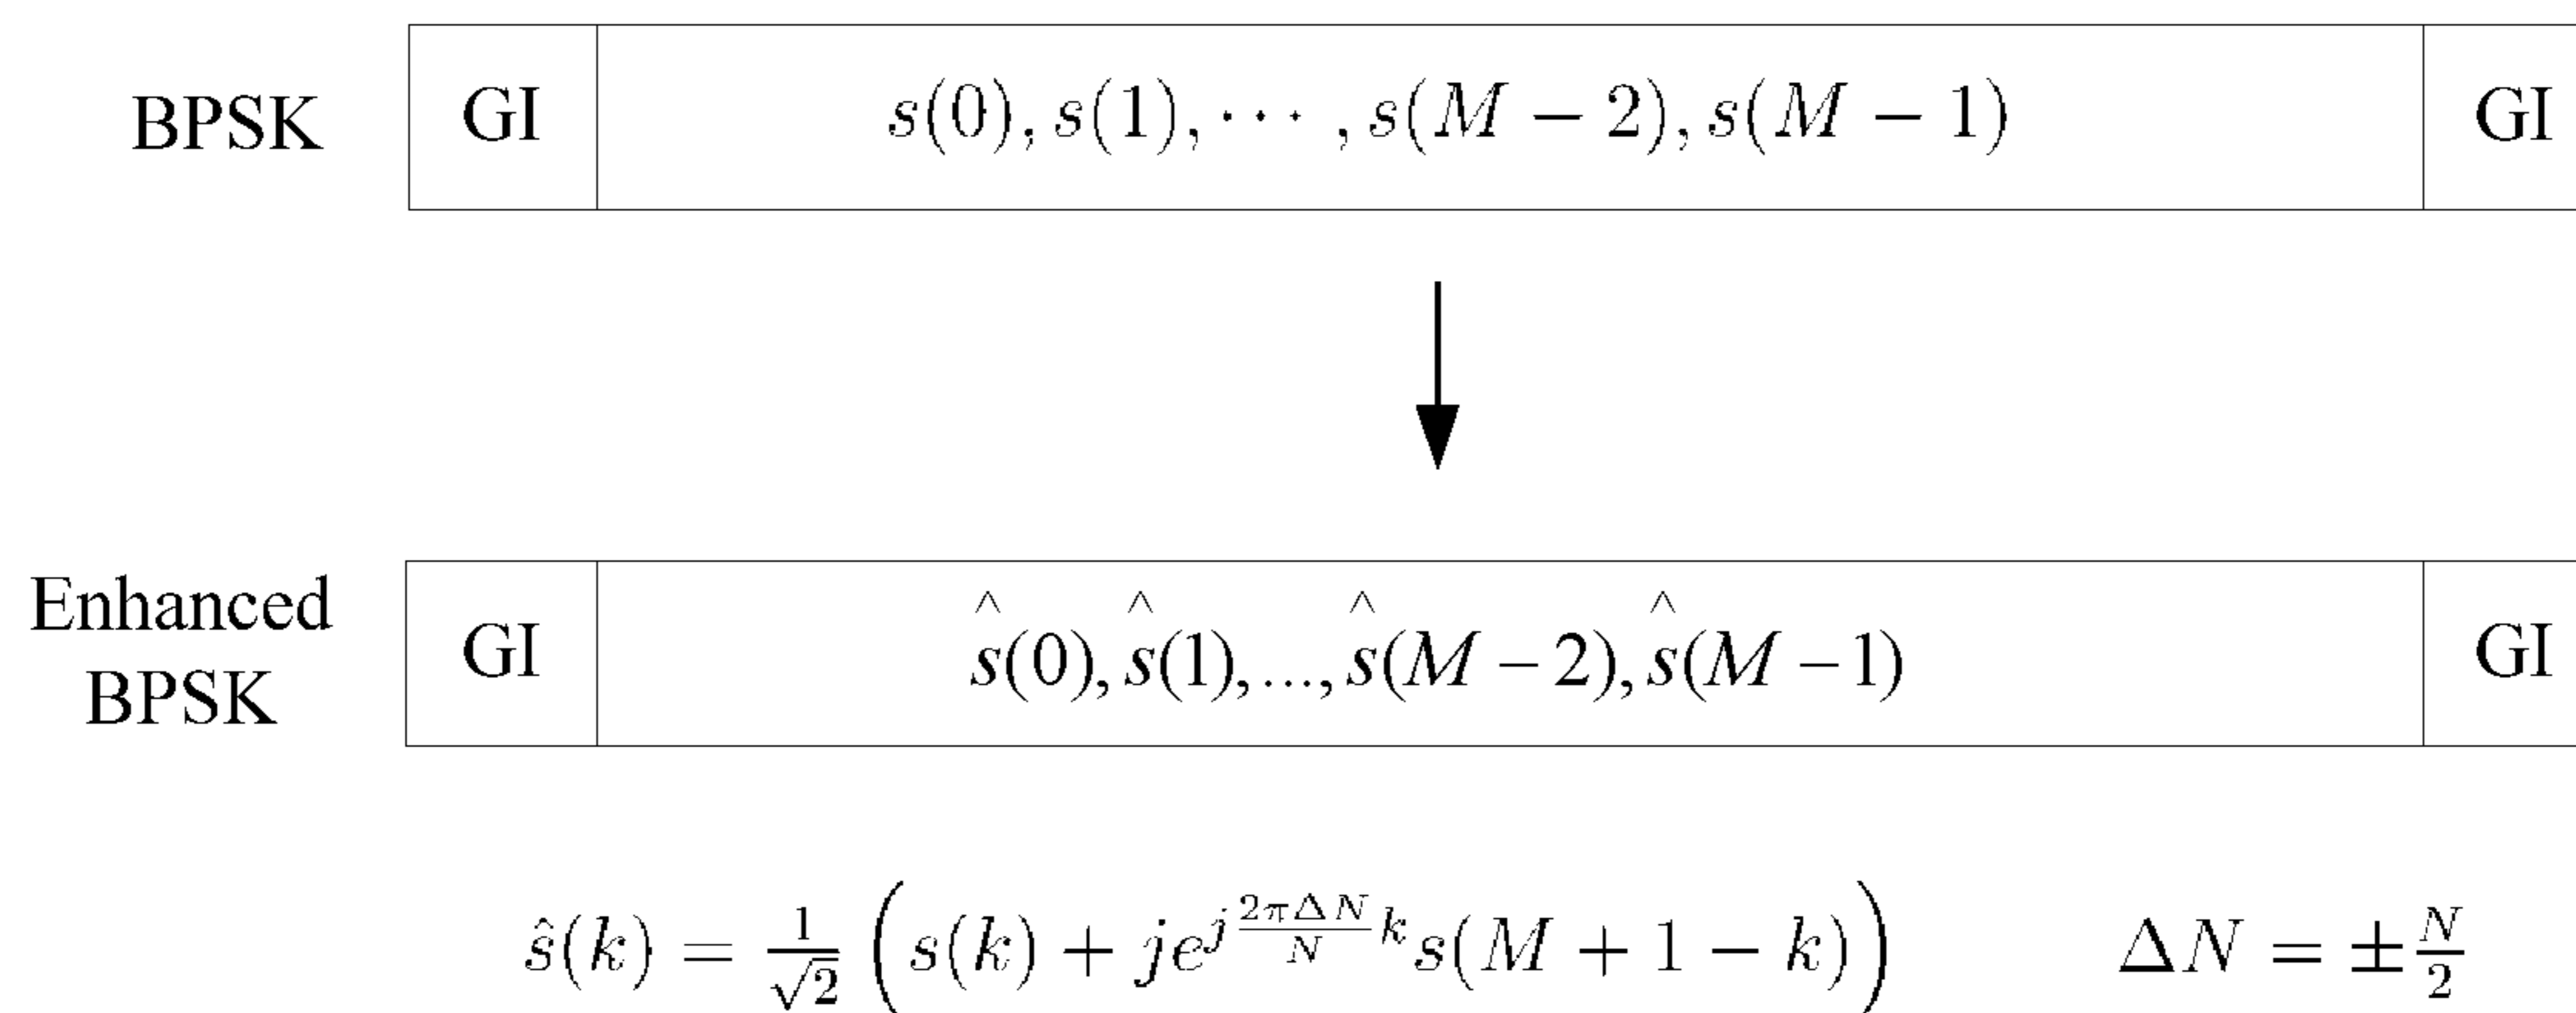 BPSK GI s(0), s(1), ··· , s(M − 2), s(M − 1) GI
Enhanced
BPSK
GI ŝ(0), ŝ(1),..., ŝ(M − 2), ŝ(M − 1) GI
ŝ(k) = 1/√2 (s(k) + je^{j2πΔN/N k}s(M + 1 − k)) ΔN = ±N/2